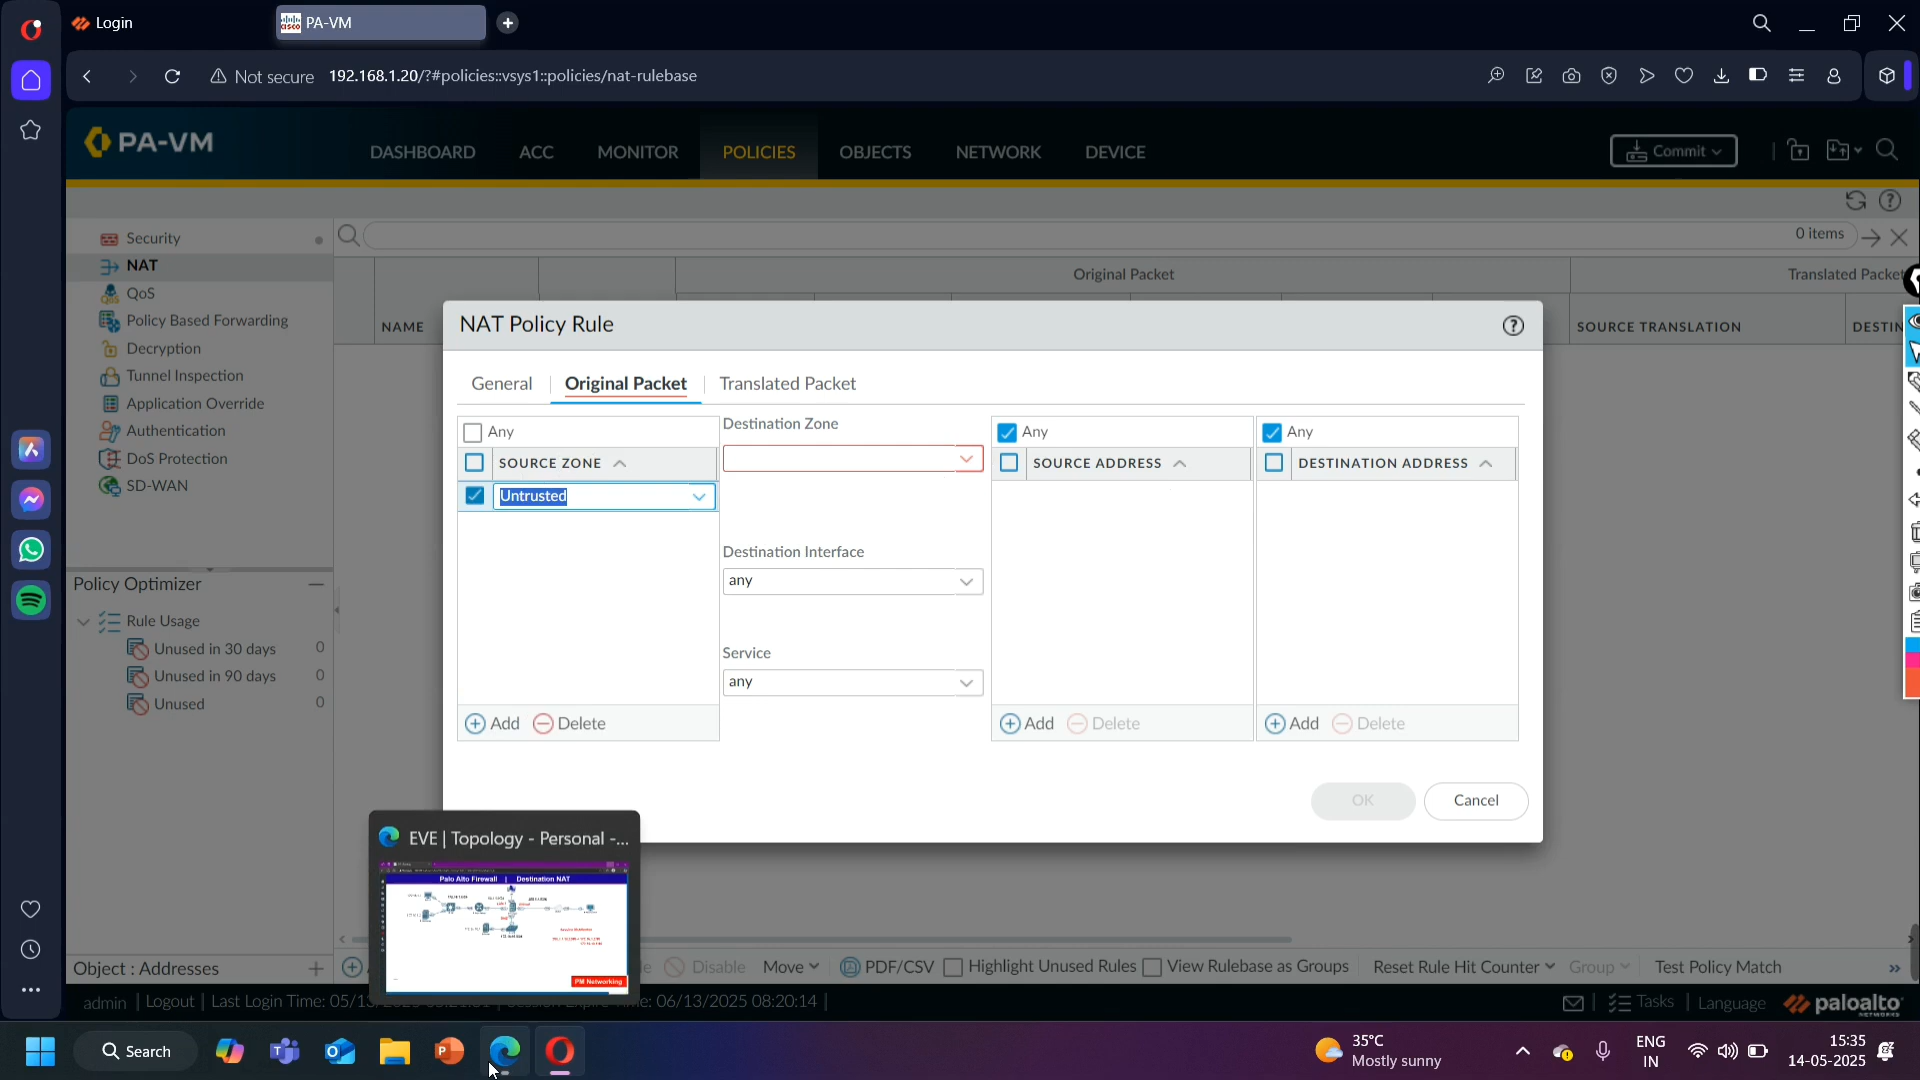 Login
PA-VM
Not secure 192.168.1.20/?#policies::vsys1::policies/nat-rulebase
PA-VM
DASHBOARD ACC MONITOR POLICIES OBJECTS NETWORK DEVICE
Commit
Security
NAT
QoS
Policy Based Forwarding
Decryption
Tunnel Inspection
Application Override
Authentication
DoS Protection
SD-WAN
0 items
Original Packet
Translated Packet
NAME
SOURCE TRANSLATION
DESTIN
NAT Policy Rule
General
Original Packet
Translated Packet
Any
SOURCE ZONE
Untrusted
Add Delete
Destination Zone
Destination Interface
any
Service
any
Any
SOURCE ADDRESS
Add Delete
Any
DESTINATION ADDRESS
Add Delete
OK
Cancel
Policy Optimizer
Rule Usage
Unused in 30 days 0
Unused in 90 days 0
Unused 0
EVE | Topology - Personal -...
Palo Alto Firewall | Destination NAT
PM Networking
Object : Addresses
Disable Move PDF/CSV Highlight Unused Rules View Rulebase as Groups Reset Rule Hit Counter Group Test Policy Match
admin | Logout | Last Login Time: 05/1
me: 06/13/2025 08:20:14 |
Tasks | Language
paloalto
NETWORKS
Search
35°C
Mostly sunny
ENG
IN
15:35
14-05-2025